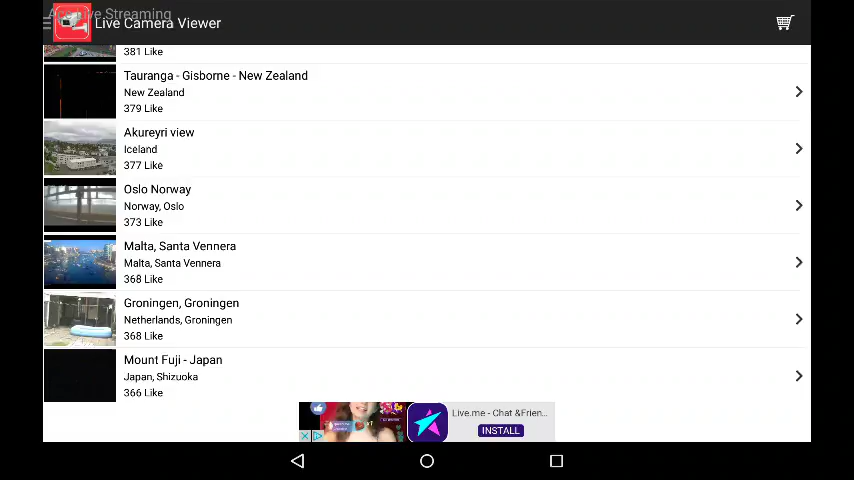 Live Camera Viewer
381 Like
Tauranga - Gisborne - New Zealand
New Zealand
379 Like
Akureyri view
Iceland
377 Like
Oslo Norway
Norway, Oslo
373 Like
Malta, Santa Vennera
Malta, Santa Vennera
368 Like
Groningen, Groningen
Netherlands, Groningen
368 Like
Mount Fuji - Japan
Japan, Shizuoka
366 Like
Live.me - Chat &Frien...
INSTALL